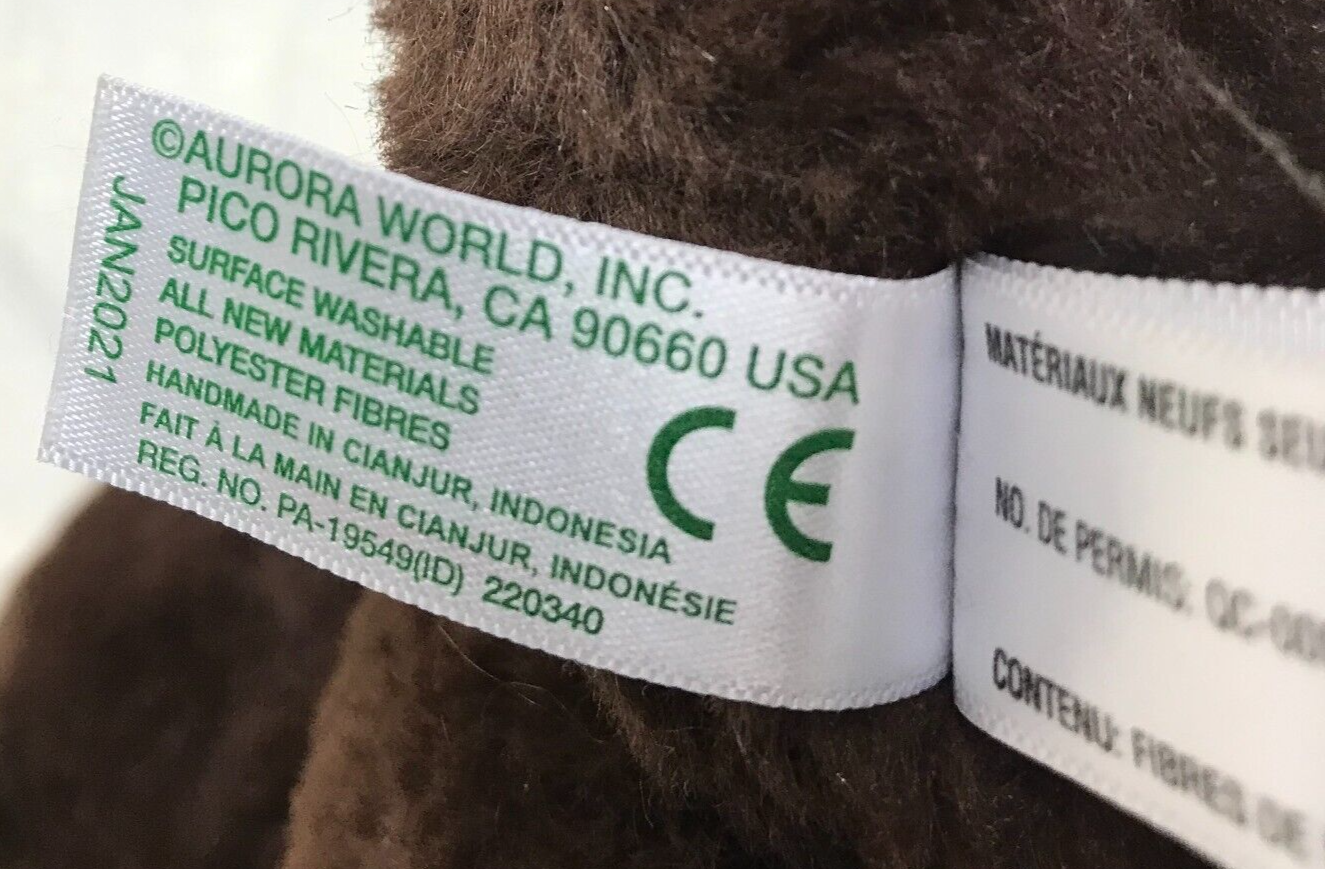 ©AURORA WORLD, INC.
PICO RIVERA, CA 90660 USA
SURFACE WASHABLE
ALL NEW MATERIALS
POLYESTER FIBRES
HANDMADE IN CIANJUR, INDONESIA
FAIT À LA MAIN EN CIANJUR, INDONÉSIE
REG. NO. PA-19549(ID) 220340
JAN2021
CE
MATÉRIAUX NEUFS
NO. DE PERMIS:
CONTENU: FIBRES DE